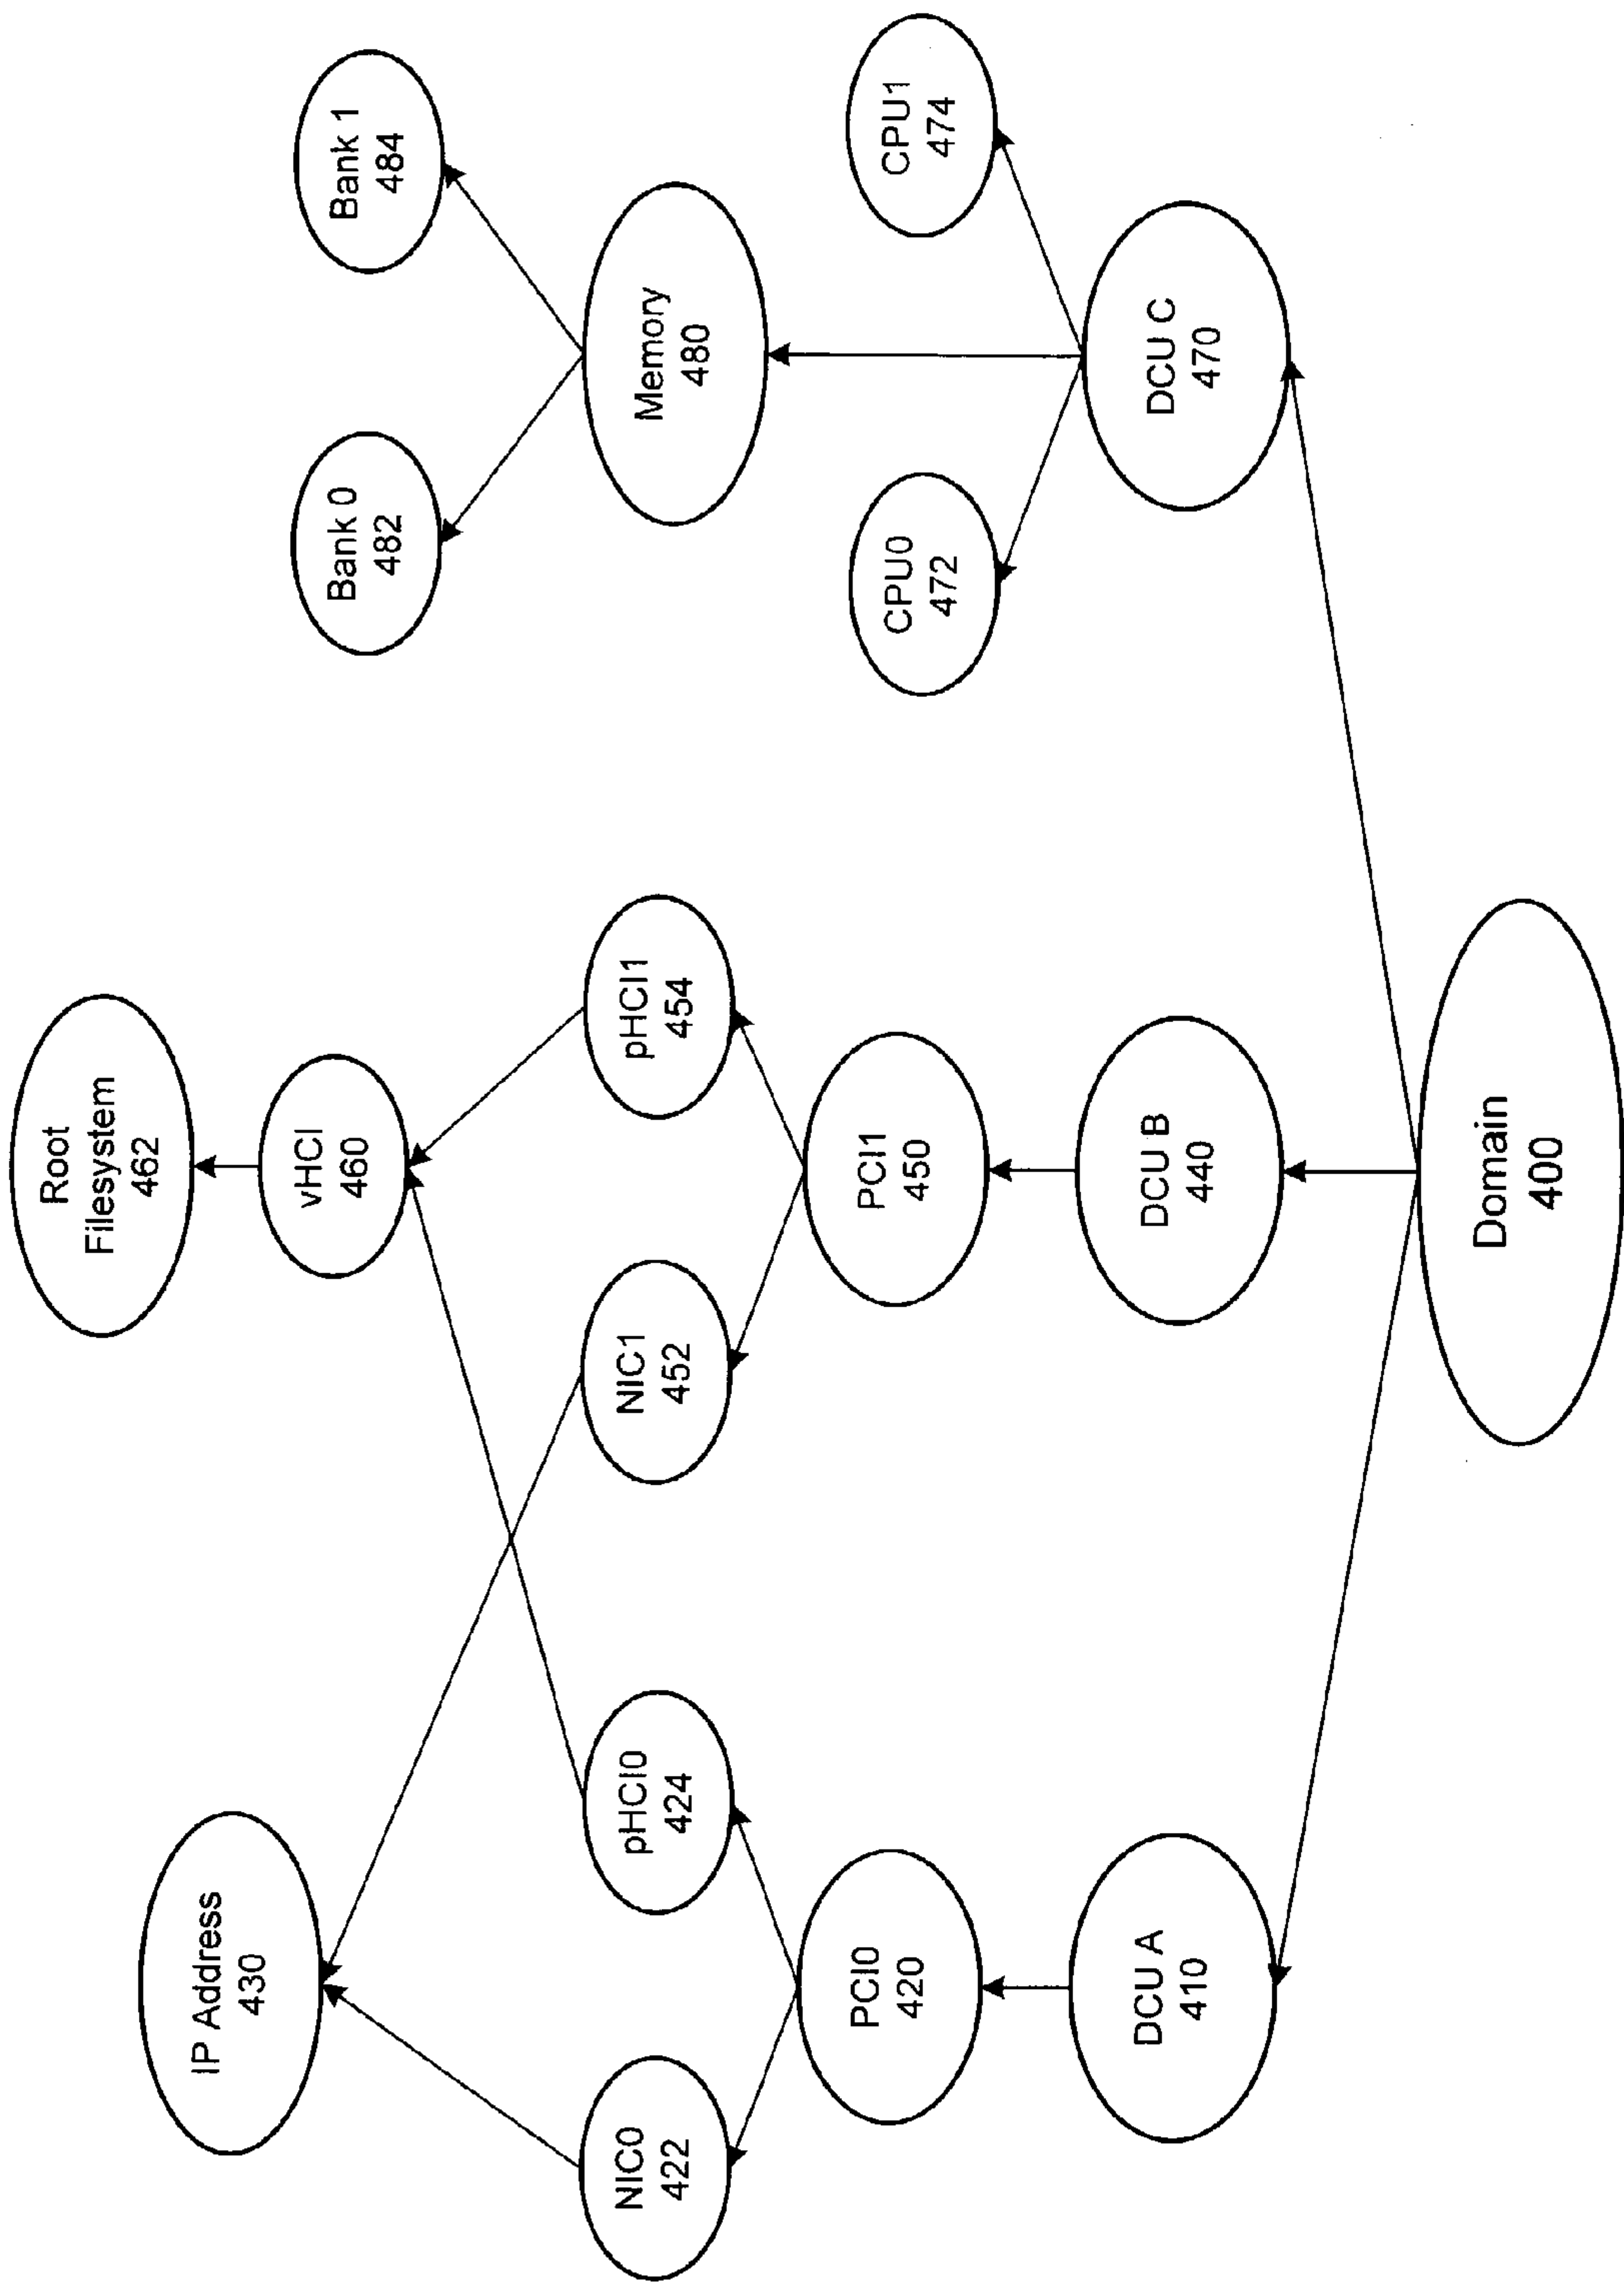 Root
Filesystem
462
IP Address
430
vHCI
460
Bank 0
482
Bank 1
484
NIC0
422
pHCI0
424
NIC1
452
pHCI1
454
Memory
480
PCI0
420
PCI1
450
CPU0
472
CPU1
474
DCU A
410
DCU B
440
DCU C
470
Domain
400